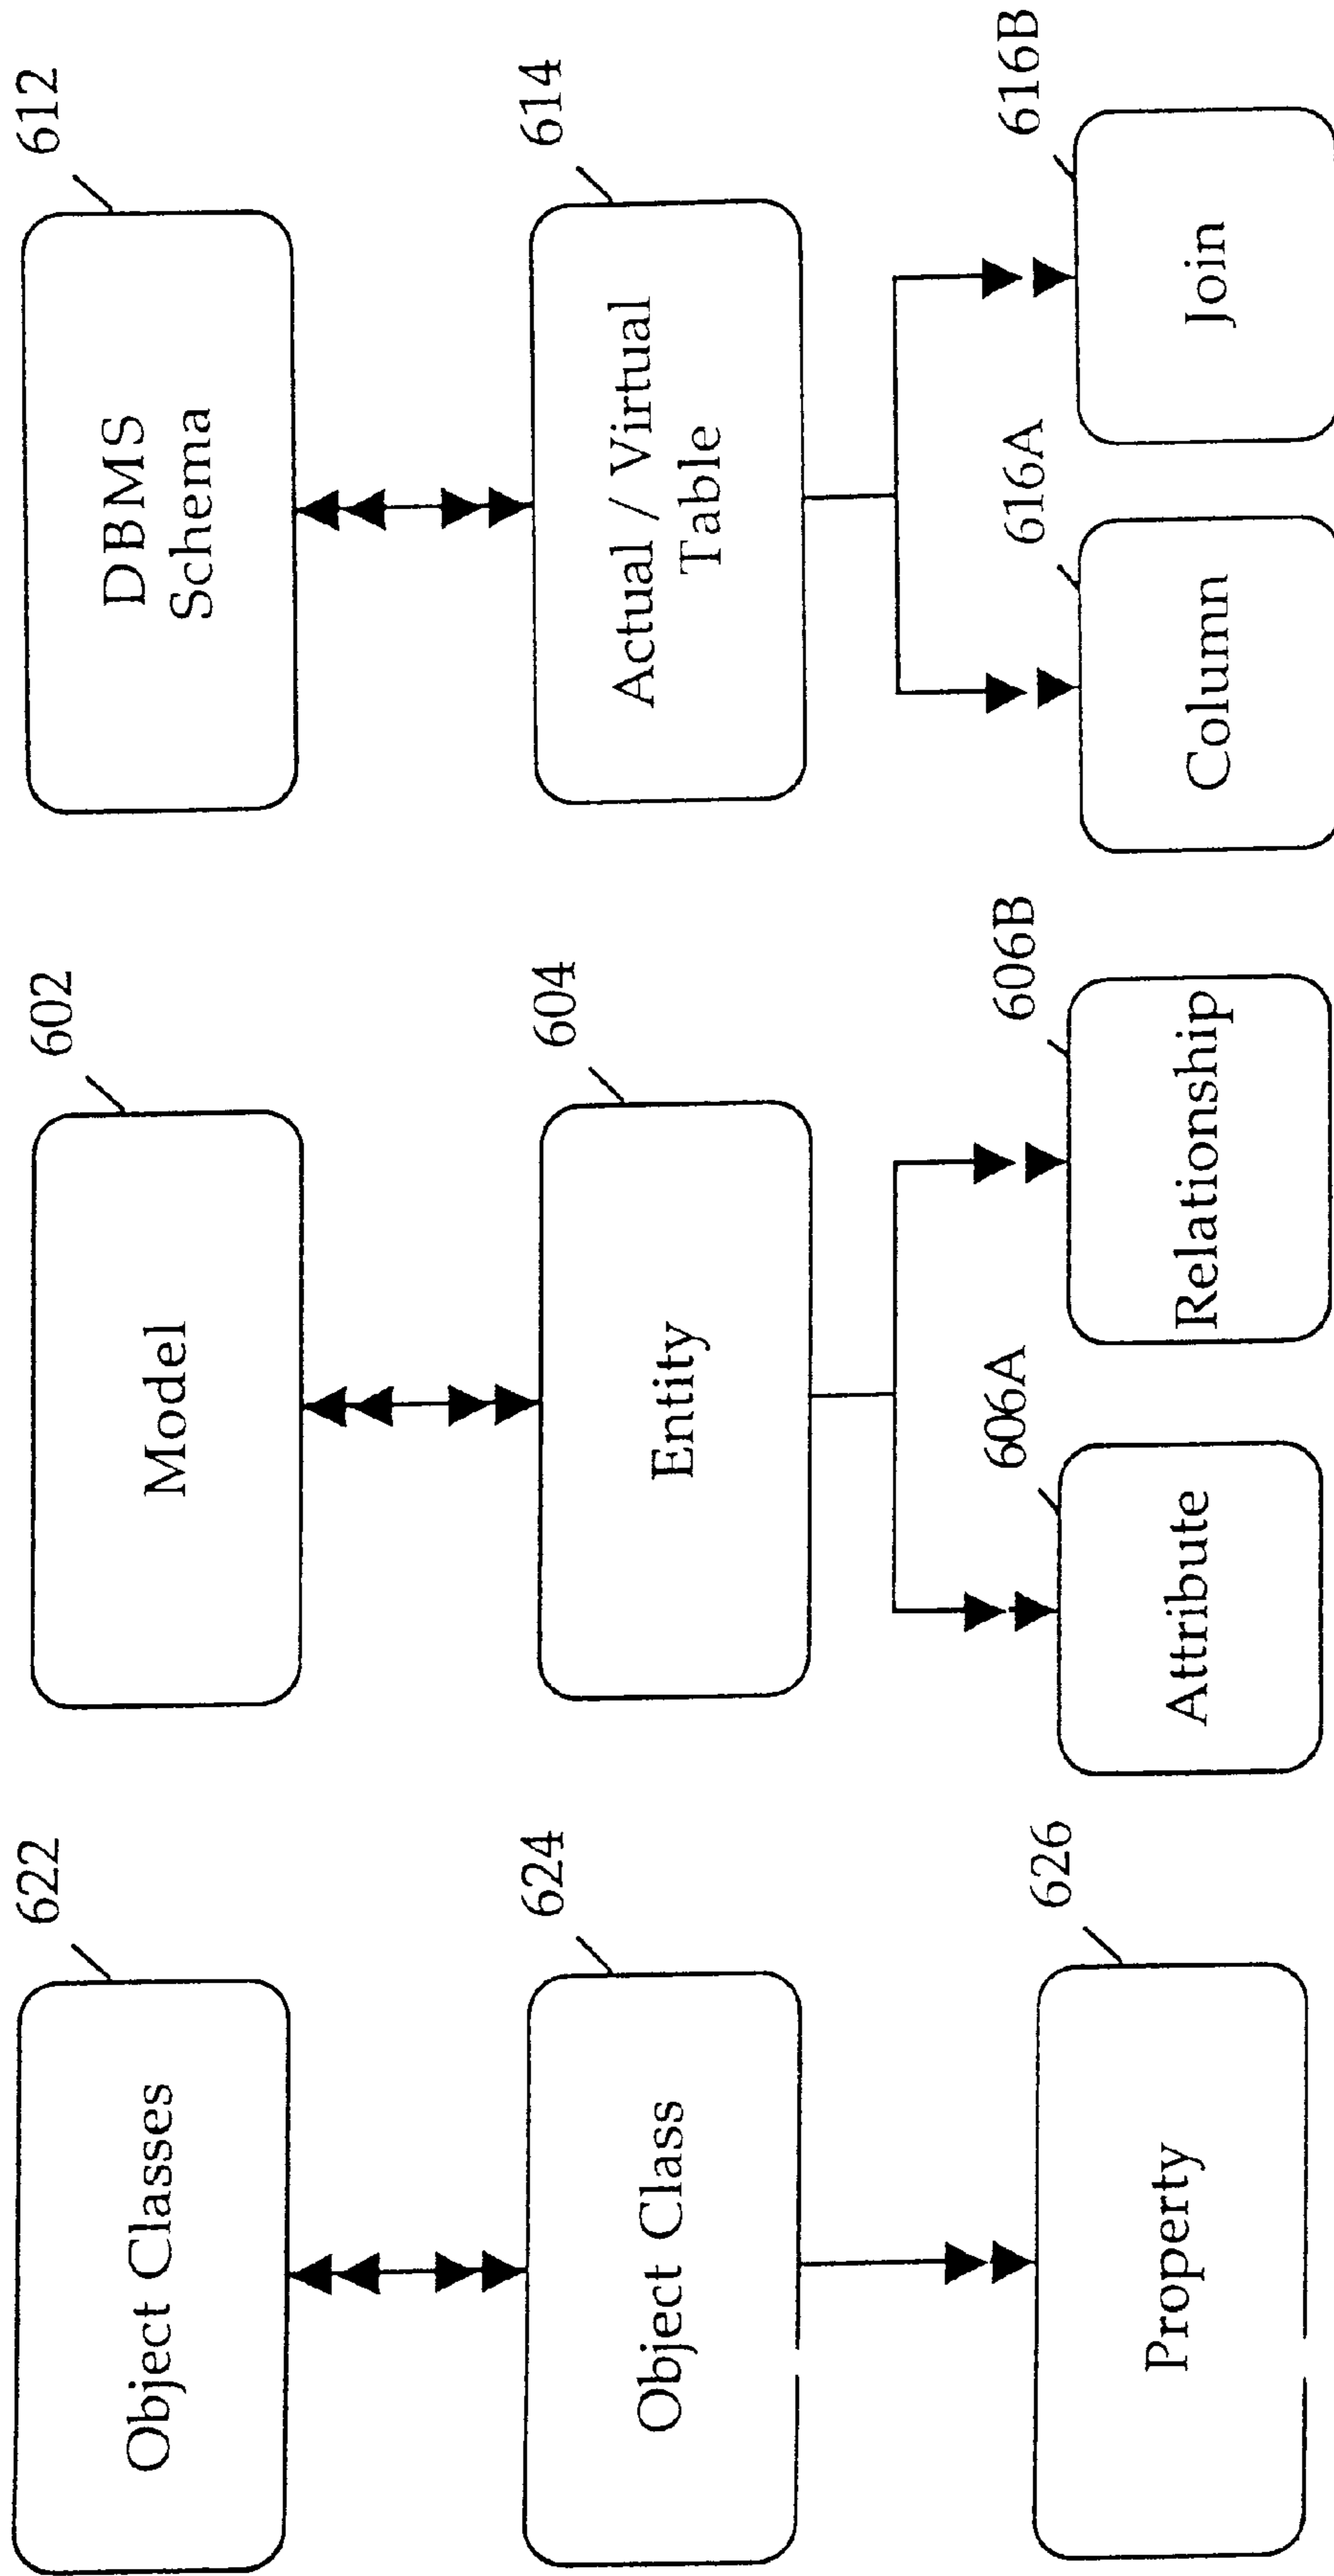 Object Classes
622
Object Class
624
Property
626
Model
602
Entity
604
Attribute
606A
Relationship
606B
DBMS
Schema
612
Actual / Virtual
Table
614
Column
616A
Join
616B